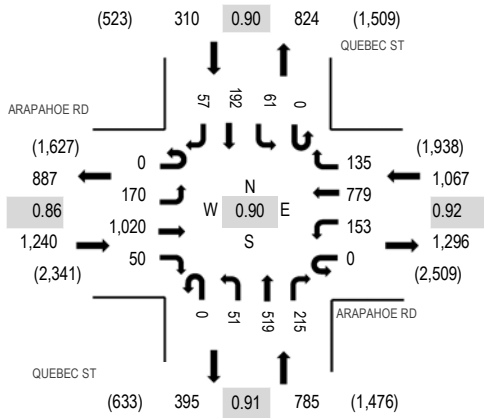 (523) 310 0.90 824 (1,509)
QUEBEC ST
57 192 61 0
ARAPAHOE RD
(1,627)
887
0.86
1,240
(2,341)
0
170
1,020
50
N
W 0.90 E
S
135
779
153
0
(1,938)
1,067
0.92
1,296
(2,509)
0 51 519 215
ARAPAHOE RD
QUEBEC ST
(633) 395 0.91 785 (1,476)